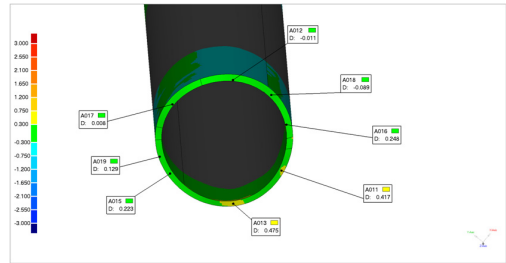 3.000
2.550
2.100
1.650
1.200
0.750
0.300
-0.300
-0.750
-1.200
-1.650
-2.100
-2.550
-3.000
A012
D: -0.011
A018
D: -0.089
A017
D: 0.008
A016
D: 0.246
A019
D: 0.129
A011
D: 0.417
A015
D: 0.223
A013
D: 0.475